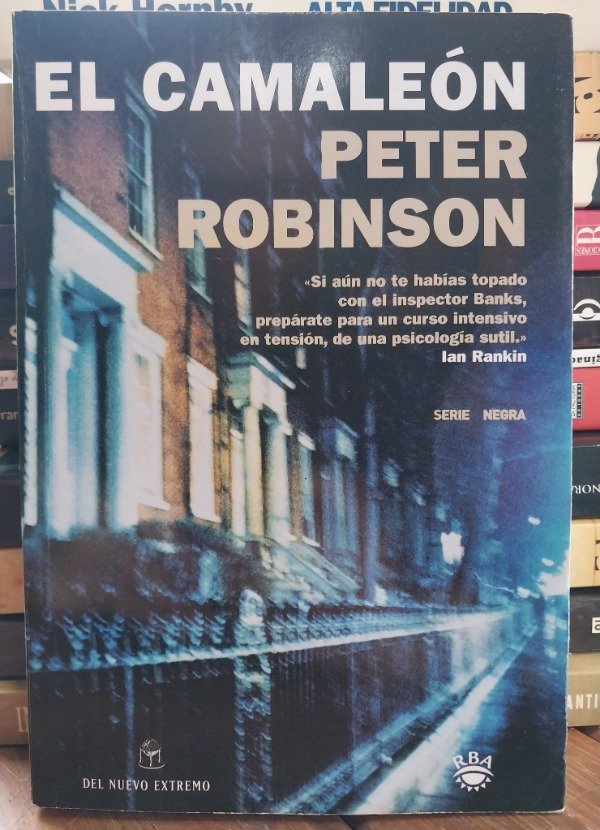 Nick Hornby ALTA FIDELIDAD
EL CAMALEÓN
PETER
ROBINSON
«Si aún no te habías topado
con el inspector Banks,
prepárate para un curso intensivo
en tensión, de una psicología sutil.»
Ian Rankin
SERIE NEGRA
DEL NUEVO EXTREMO
RBA